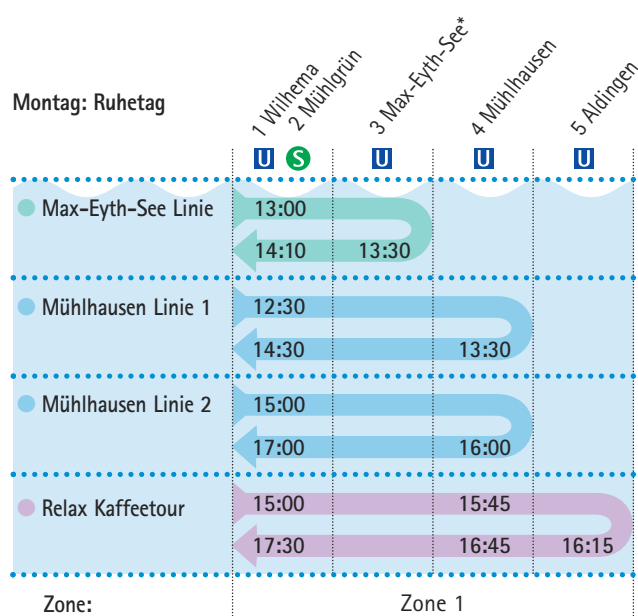 Montag: Ruhetag
1 Wilhema
2 Mühlgrün
3 Max-Eyth-See*
4 Mühlhausen
5 Aldingen
U S U U U
Max-Eyth-See Linie 13:00
14:10 13:30
Mühlhausen Linie 1 12:30
14:30 13:30
Mühlhausen Linie 2 15:00
17:00 16:00
Relax Kaffeetour 15:00 15:45
17:30 16:45 16:15
Zone: Zone 1